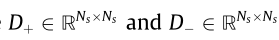 D₊ ∈ ℝ^{Nₛ×Nₛ} and D₋ ∈ ℝ^{Nₛ×Nₛ}